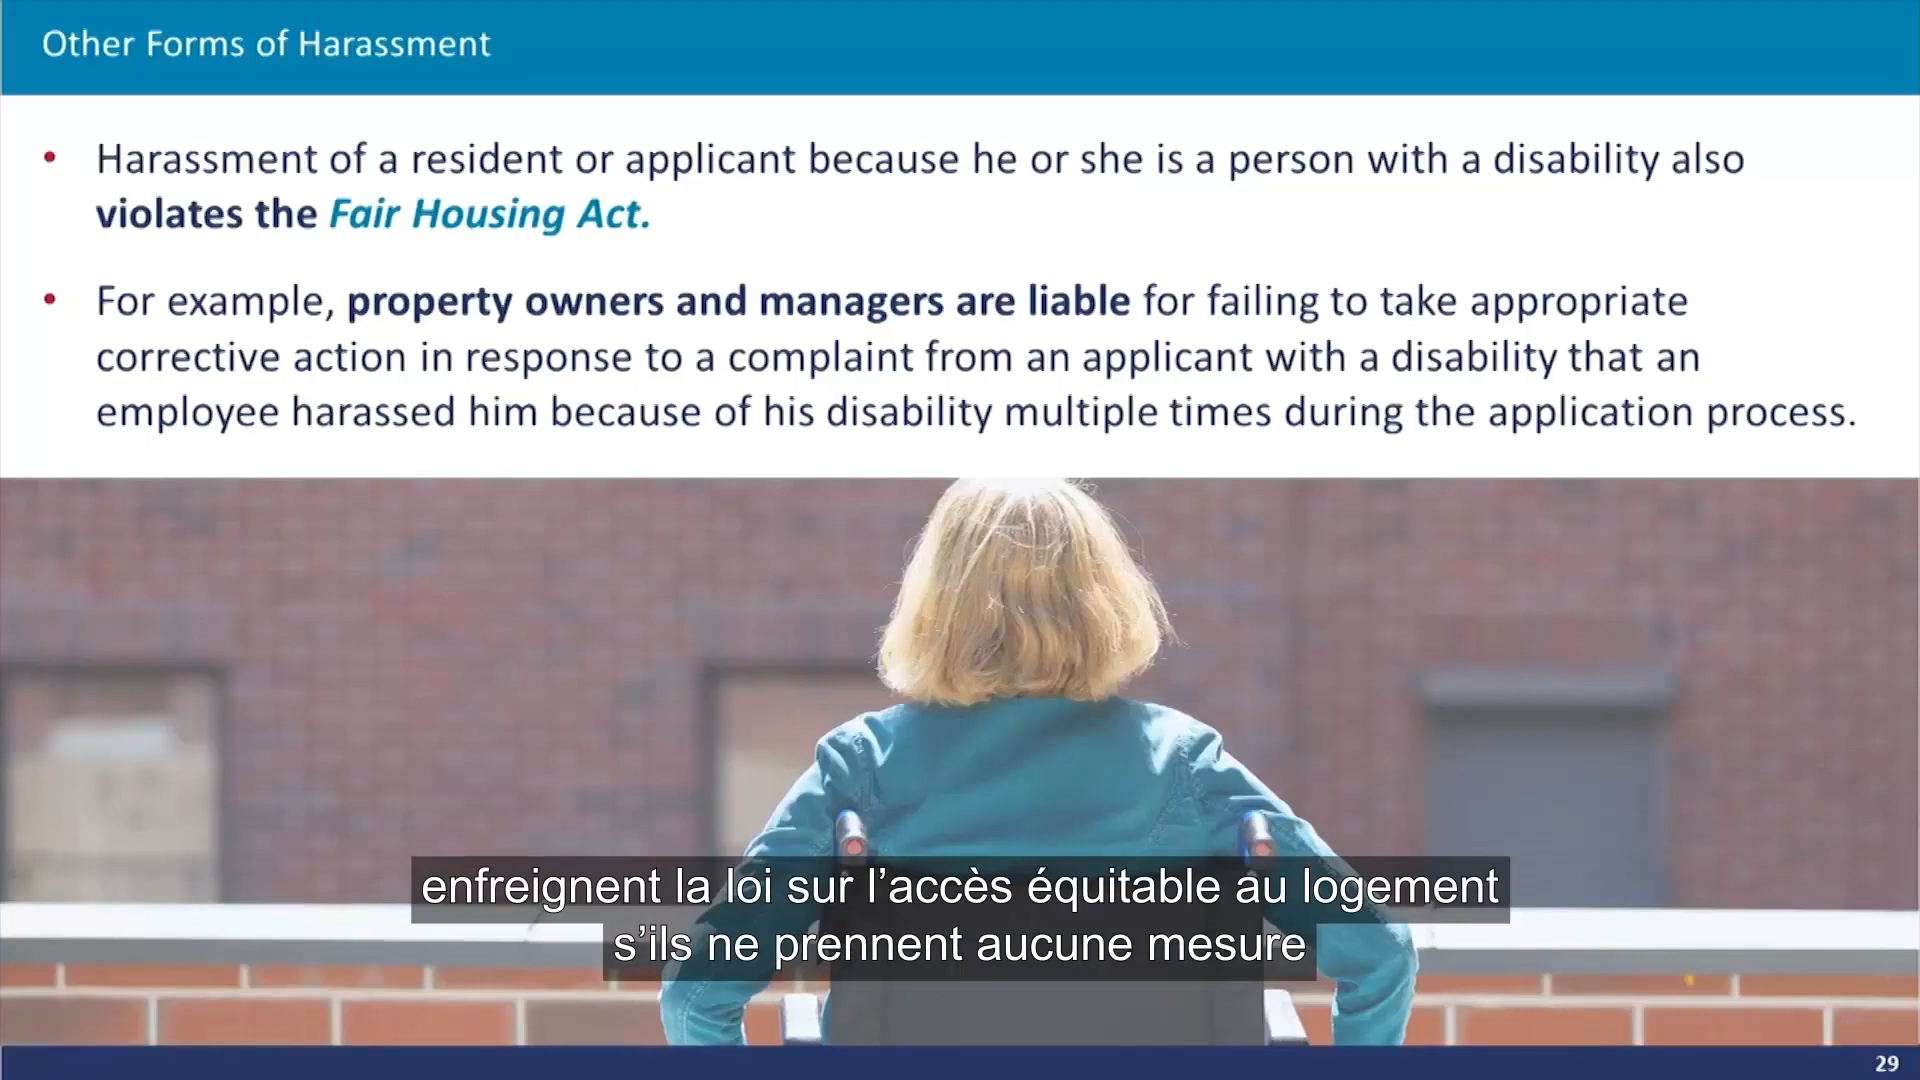 Other Forms of Harassment
• Harassment of a resident or applicant because he or she is a person with a disability also
violates the Fair Housing Act.
• For example, property owners and managers are liable for failing to take appropriate
corrective action in response to a complaint from an applicant with a disability that an
employee harassed him because of his disability multiple times during the application process.
enfreignent la loi sur l’accès équitable au logement
s’ils ne prennent aucune mesure
29